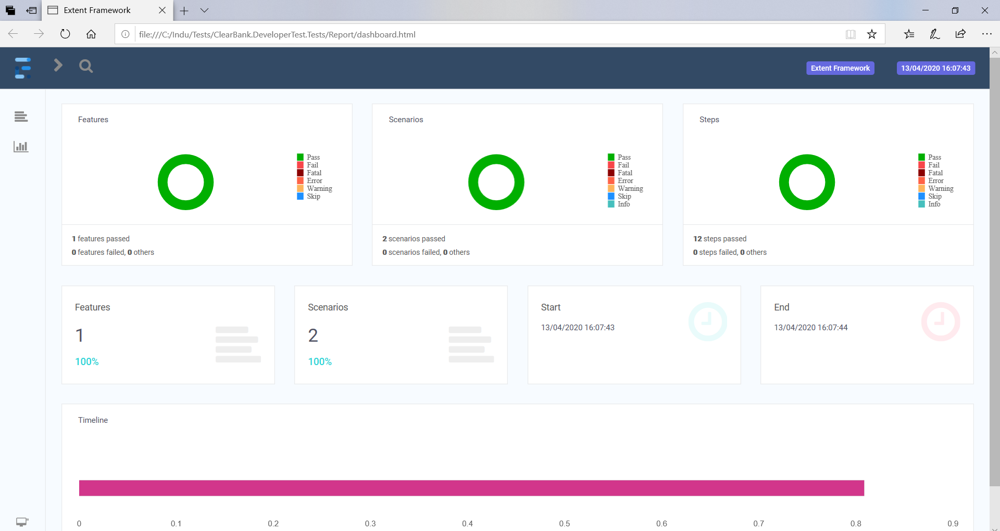 Extent Framework
file:///C:/Indu/Tests/ClearBank.DeveloperTest.Tests/Report/dashboard.html
Extent Framework
13/04/2020 16:07:43
Features
Pass
Fail
Fatal
Error
Warning
Skip
1 features passed
0 features failed, 0 others
Scenarios
Pass
Fail
Fatal
Error
Warning
Skip
Info
2 scenarios passed
0 scenarios failed, 0 others
Steps
Pass
Fail
Fatal
Error
Warning
Skip
Info
12 steps passed
0 steps failed, 0 others
Features
1
100%
Scenarios
2
100%
Start
13/04/2020 16:07:43
End
13/04/2020 16:07:44
Timeline
0 0.1 0.2 0.3 0.4 0.5 0.6 0.7 0.8 0.9